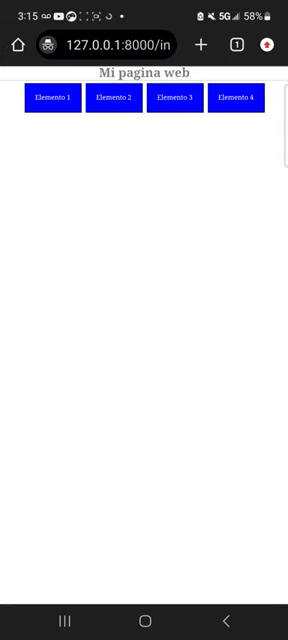 3:15 5G 58%
127.0.0.1:8000/in 1
Mi pagina web
Elemento 1 Elemento 2 Elemento 3 Elemento 4